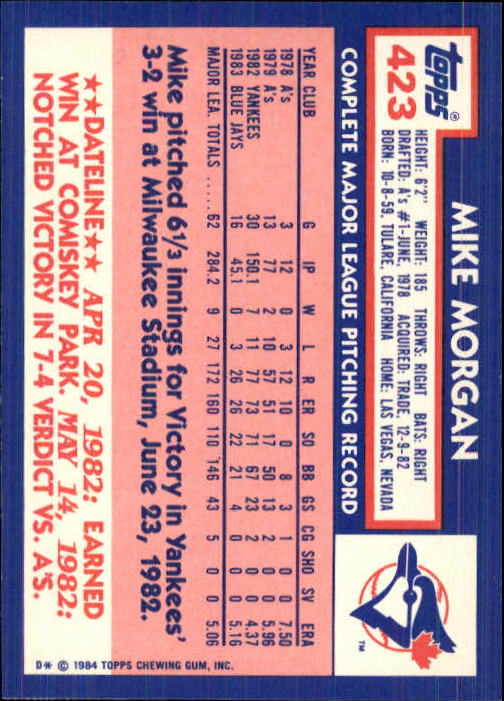 topps®
423
MIKE MORGAN
HEIGHT: 6'2" WEIGHT: 185 THROWS: RIGHT BATS: RIGHT
DRAFTED: A's #1-JUNE, 1978 ACQUIRED: TRADE, 12-9-82
BORN: 10-8-59, TULARE, CALIFORNIA HOME: LAS VEGAS, NEVADA
COMPLETE MAJOR LEAGUE PITCHING RECORD
YEAR CLUB G IP W L R ER SO BB GS CG SHO SV ERA
1978 A's 3 12 0 3 12 10 0 8 3 1 0 0 7.50
1979 A's 13 77 2 10 57 51 17 50 13 2 0 0 5.96
1982 YANKEES 30 150.1 7 11 77 73 71 67 23 2 0 0 4.37
1983 BLUE JAYS 16 45.1 0 3 26 26 22 21 4 0 0 0 5.16
MAJOR LEA. TOTALS ..... 62 284.2 9 27 172 160 110 146 43 5 0 0 5.06
Mike pitched 6⅓ innings for Victory in Yankees'
3-2 win at Milwaukee Stadium, June 23, 1982.
★★DATELINE★★ APR 20, 1982: EARNED
WIN AT COMISKEY PARK. MAY 14, 1982:
NOTCHED VICTORY IN 7-4 VERDICT VS. A'S.
TM
D* © 1984 TOPPS CHEWING GUM, INC.